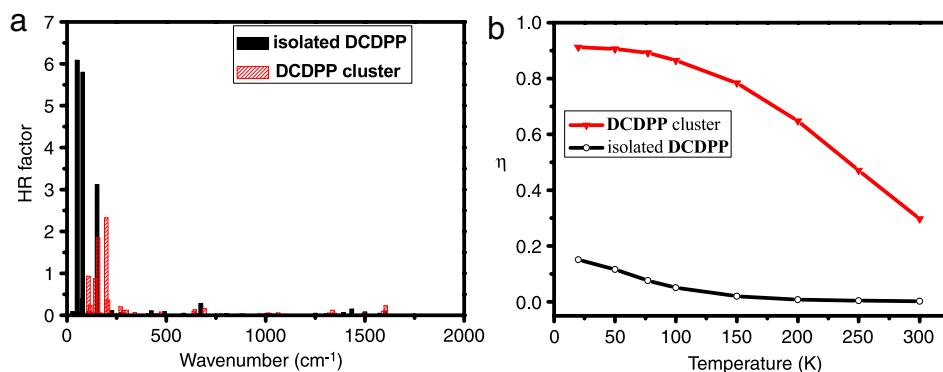 a
7
6
5
4
3
2
1
0
HR factor
isolated DCDPP
DCDPP cluster
0 500 1000 1500 2000
Wavenumber (cm⁻¹)
b
1.0
0.8
0.6
0.4
0.2
0.0
η
DCDPP cluster
isolated DCDPP
0 50 100 150 200 250 300
Temperature (K)